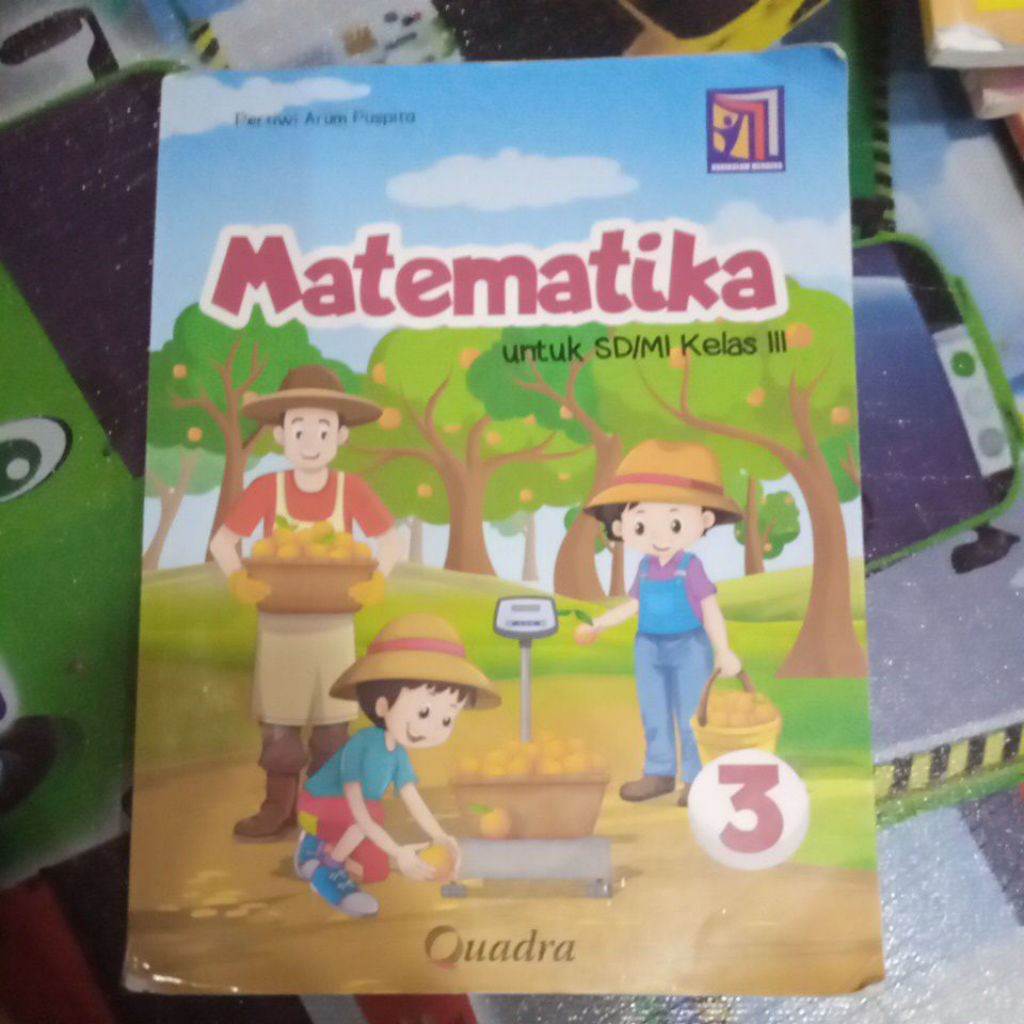 Pertiwi Arum Puspita
Matematika
untuk SD/MI Kelas III
3
Quadra